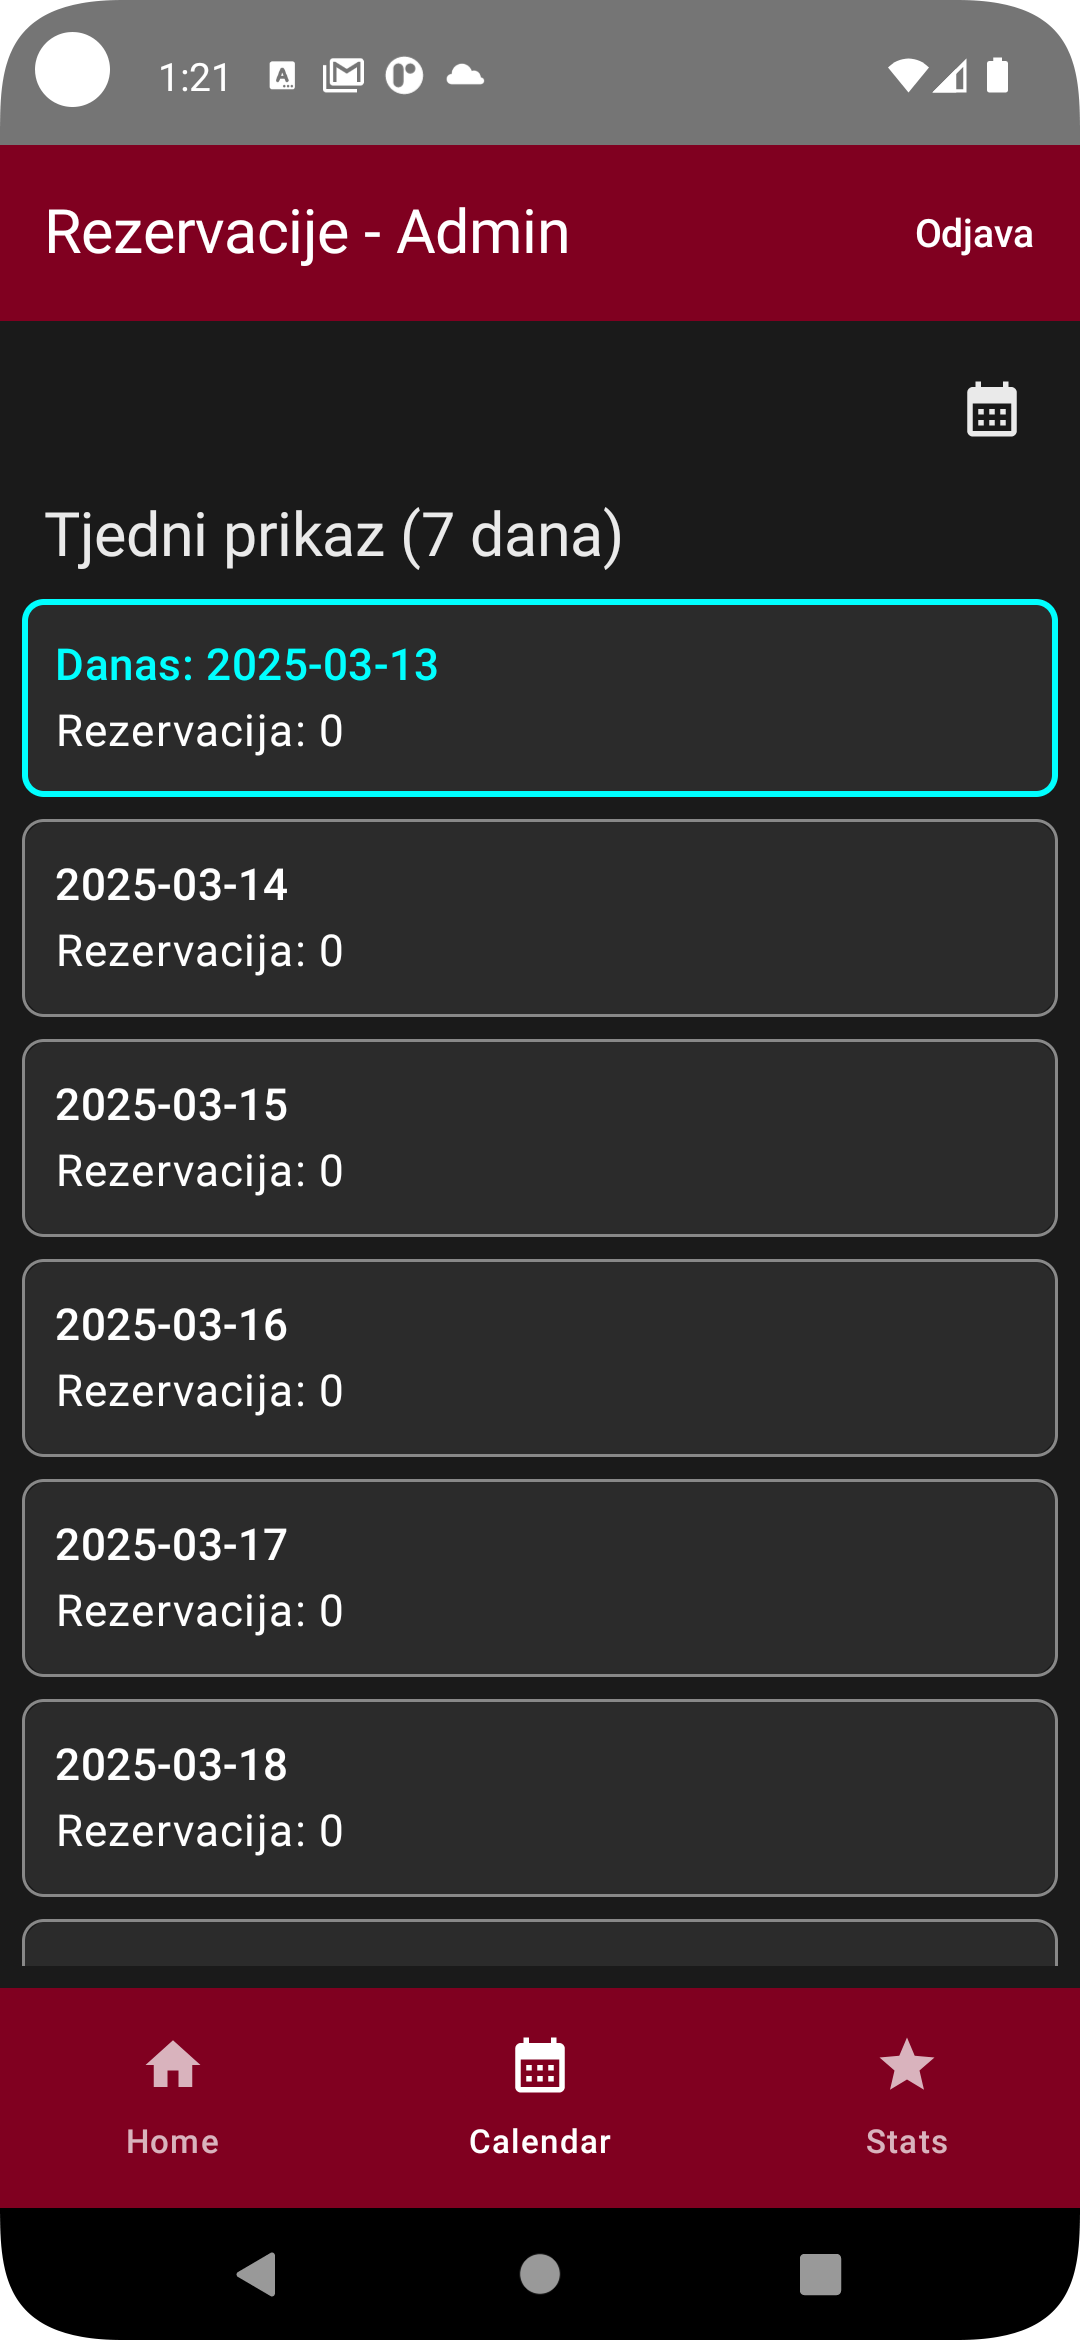 1:21
Rezervacije - Admin
Odjava
Tjedni prikaz (7 dana)
Danas: 2025-03-13
Rezervacija: 0
2025-03-14
Rezervacija: 0
2025-03-15
Rezervacija: 0
2025-03-16
Rezervacija: 0
2025-03-17
Rezervacija: 0
2025-03-18
Rezervacija: 0
Home
Calendar
Stats